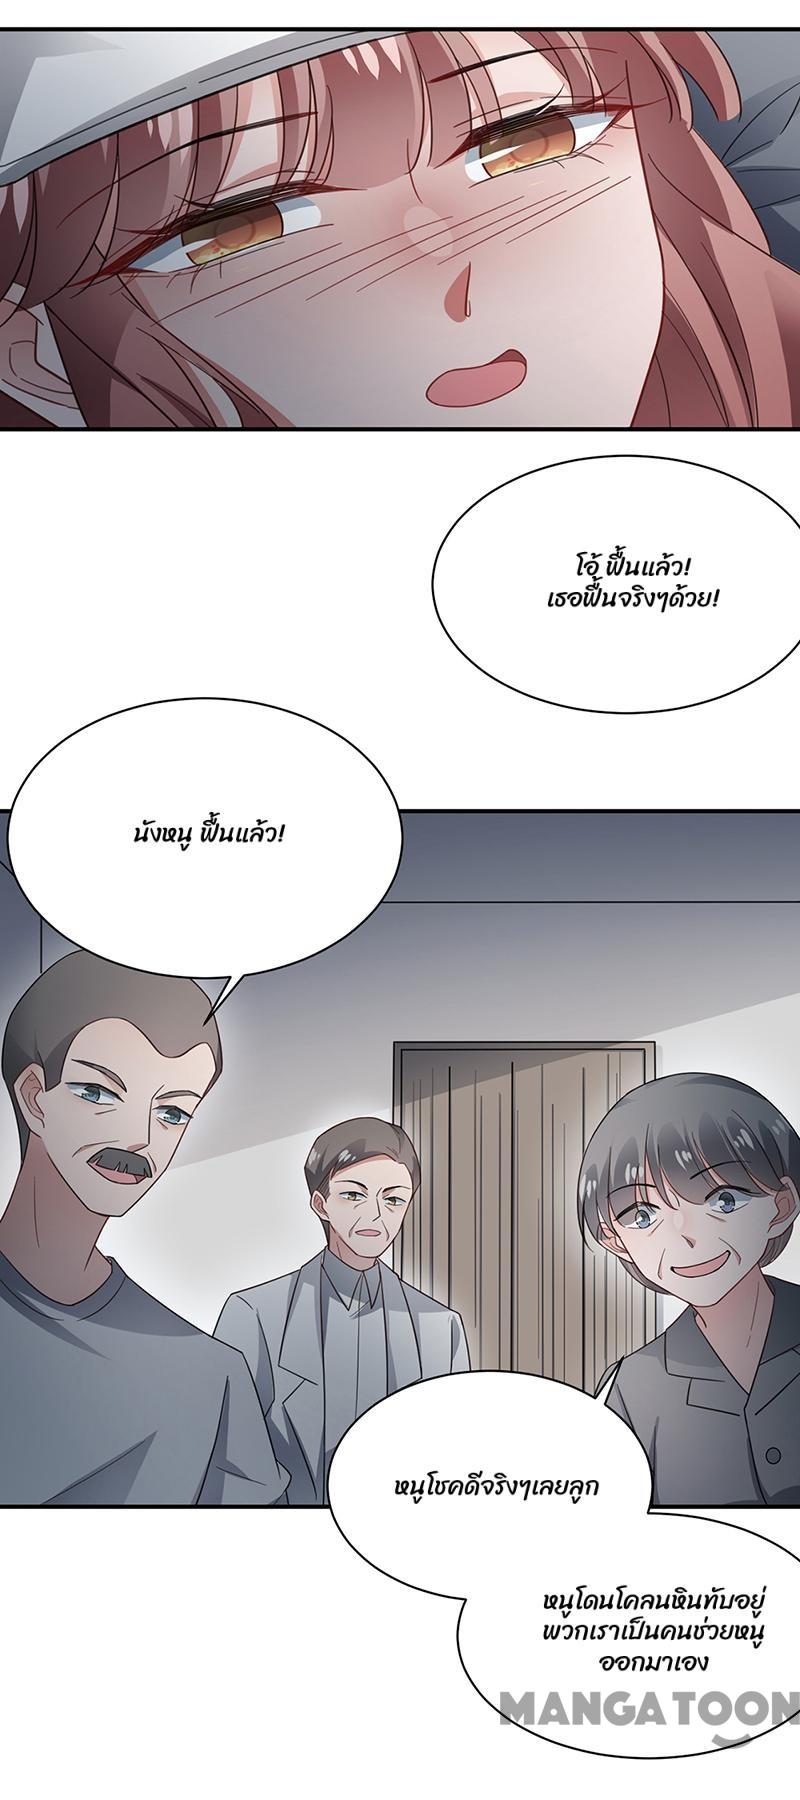 โอ้ ฟื้นแล้ว!
เธอฟื้นจริงๆด้วย!
นังหนู ฟื้นแล้ว!
หนูโชคดีจริงๆเลยลูก
หนูโดนโคลนหินทับอยู่
พวกเราเป็นคนช่วยหนู
ออกมาเอง
MANGATOON